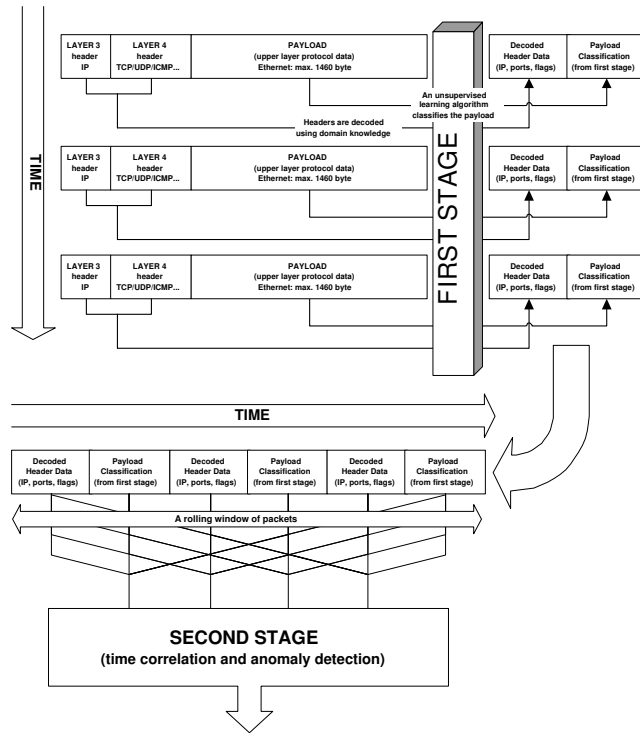 LAYER 3
header
IP
LAYER 4
header
TCP/UDP/ICMP...
PAYLOAD
(upper layer protocol data)
Ethernet: max. 1460 byte
Decoded
Header Data
(IP, ports, flags)
Payload
Classification
(from first stage)
An unsupervised
learning algorithm
classifies the payload
Headers are decoded
using domain knowledge
TIME
LAYER 3
header
IP
LAYER 4
header
TCP/UDP/ICMP...
PAYLOAD
(upper layer protocol data)
Ethernet: max. 1460 byte
FIRST STAGE
Decoded
Header Data
(IP, ports, flags)
Payload
Classification
(from first stage)
LAYER 3
header
IP
LAYER 4
header
TCP/UDP/ICMP...
PAYLOAD
(upper layer protocol data)
Ethernet: max. 1460 byte
Decoded
Header Data
(IP, ports, flags)
Payload
Classification
(from first stage)
TIME
Decoded
Header Data
(IP, ports, flags)
Payload
Classification
(from first stage)
Decoded
Header Data
(IP, ports, flags)
Payload
Classification
(from first stage)
Decoded
Header Data
(IP, ports, flags)
Payload
Classification
(from first stage)
A rolling window of packets
SECOND STAGE
(time correlation and anomaly detection)